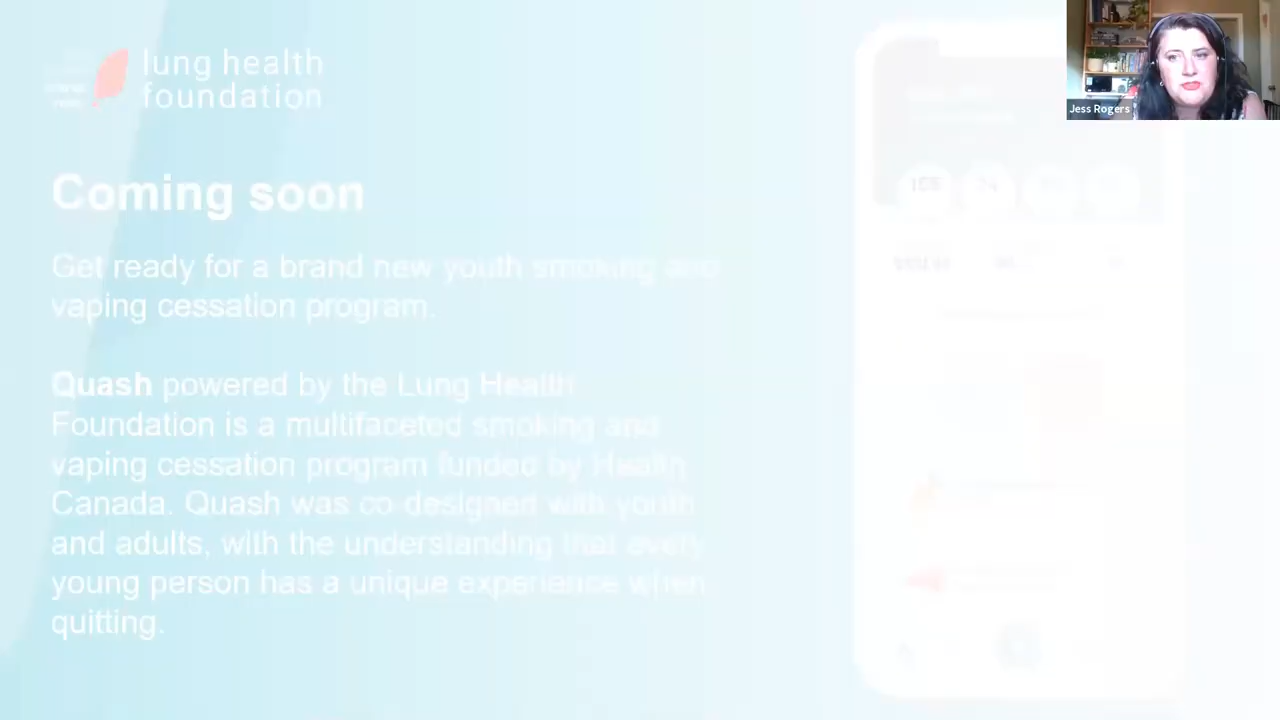 lung health
foundation
Jess Rogers
Coming soon
Get ready for a brand new youth smoking and
vaping cessation program.
Quash powered by the Lung Health
Foundation is a multifaceted smoking and
vaping cessation program funded by Health
Canada. Quash was co designed with youth
and adults, with the understanding that every
young person has a unique experience when
quitting.